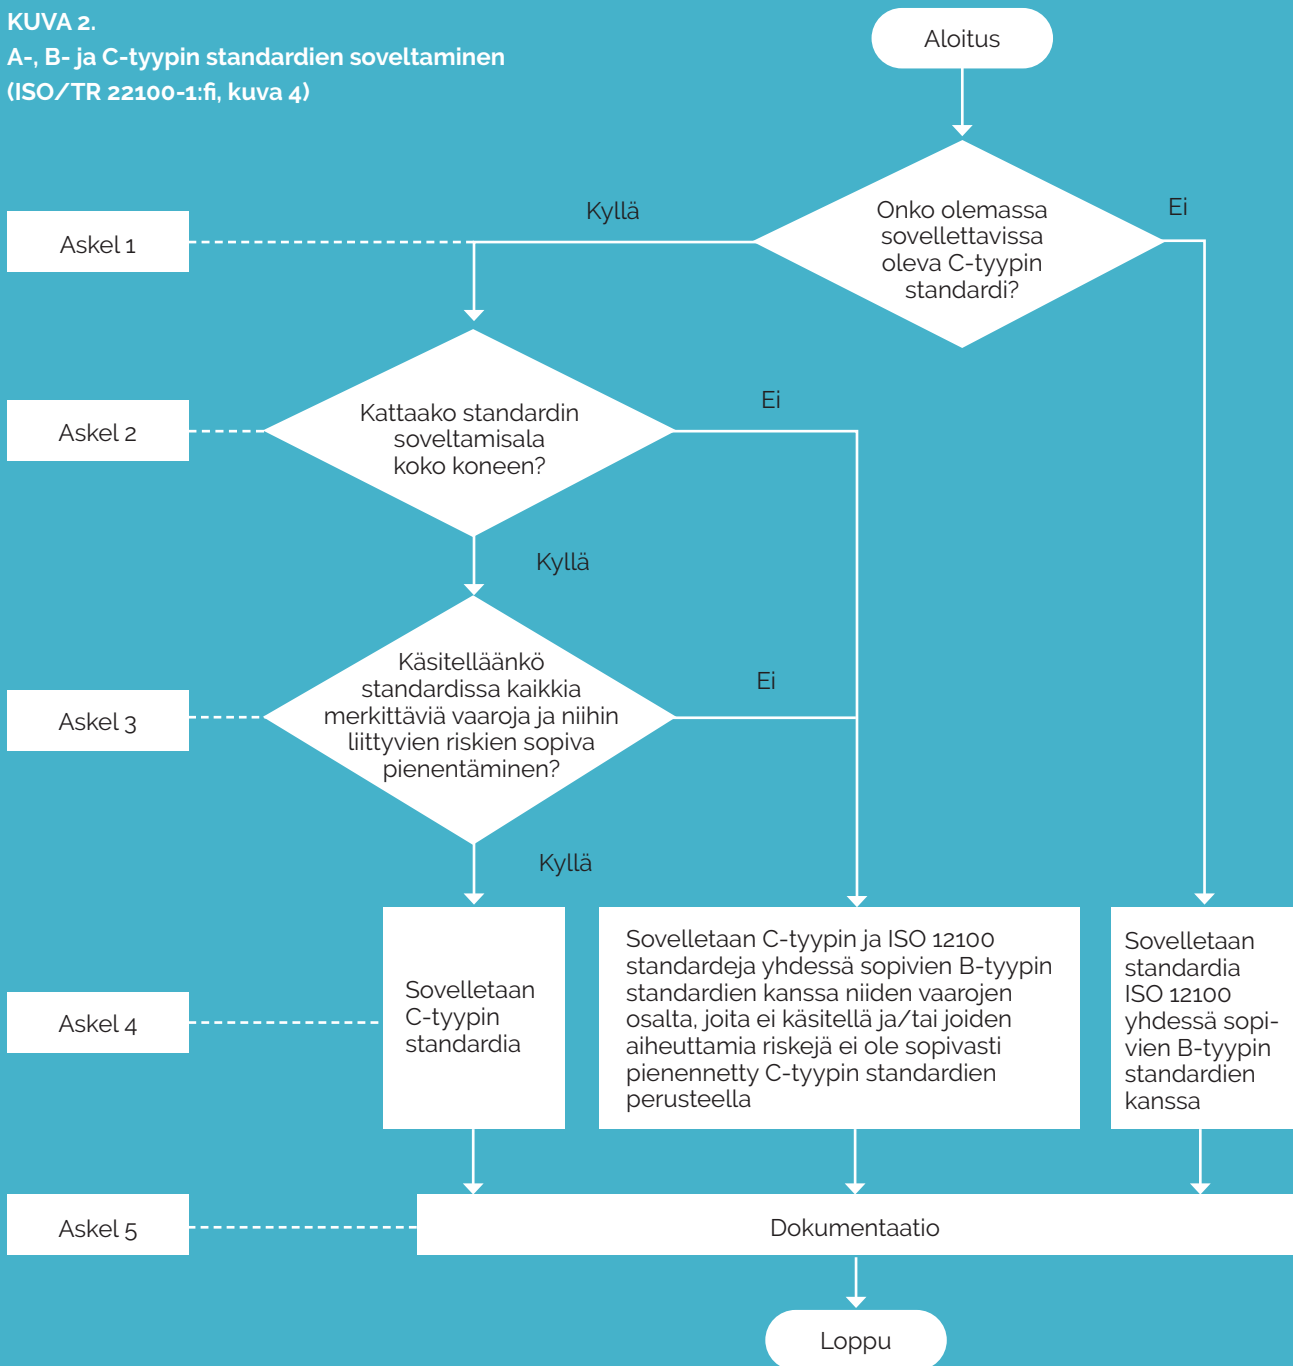 KUVA 2.
A-, B- ja C-tyypin standardien soveltaminen
(ISO/TR 22100-1:fi, kuva 4)
Aloitus
Askel 1
Kyllä
Onko olemassa
sovellettavissa
oleva C-tyypin
standardi?
Ei
Askel 2
Kattaako standardin
soveltamisala
koko koneen?
Ei
Kyllä
Askel 3
Käsitelläänkö
standardissa kaikkia
merkittäviä vaaroja ja niihin
liittyvien riskien sopiva
pienentäminen?
Ei
Kyllä
Askel 4
Sovelletaan
C-tyypin
standardia
Sovelletaan C-tyypin ja ISO 12100
standardeja yhdessä sopivien B-tyypin
standardien kanssa niiden vaarojen
osalta, joita ei käsitellä ja/tai joiden
aiheuttamia riskejä ei ole sopivasti
pienennetty C-tyypin standardien
perusteella
Sovelletaan
standardia
ISO 12100
yhdessä sopi-
vien B-tyypin
standardien
kanssa
Askel 5
Dokumentaatio
Loppu